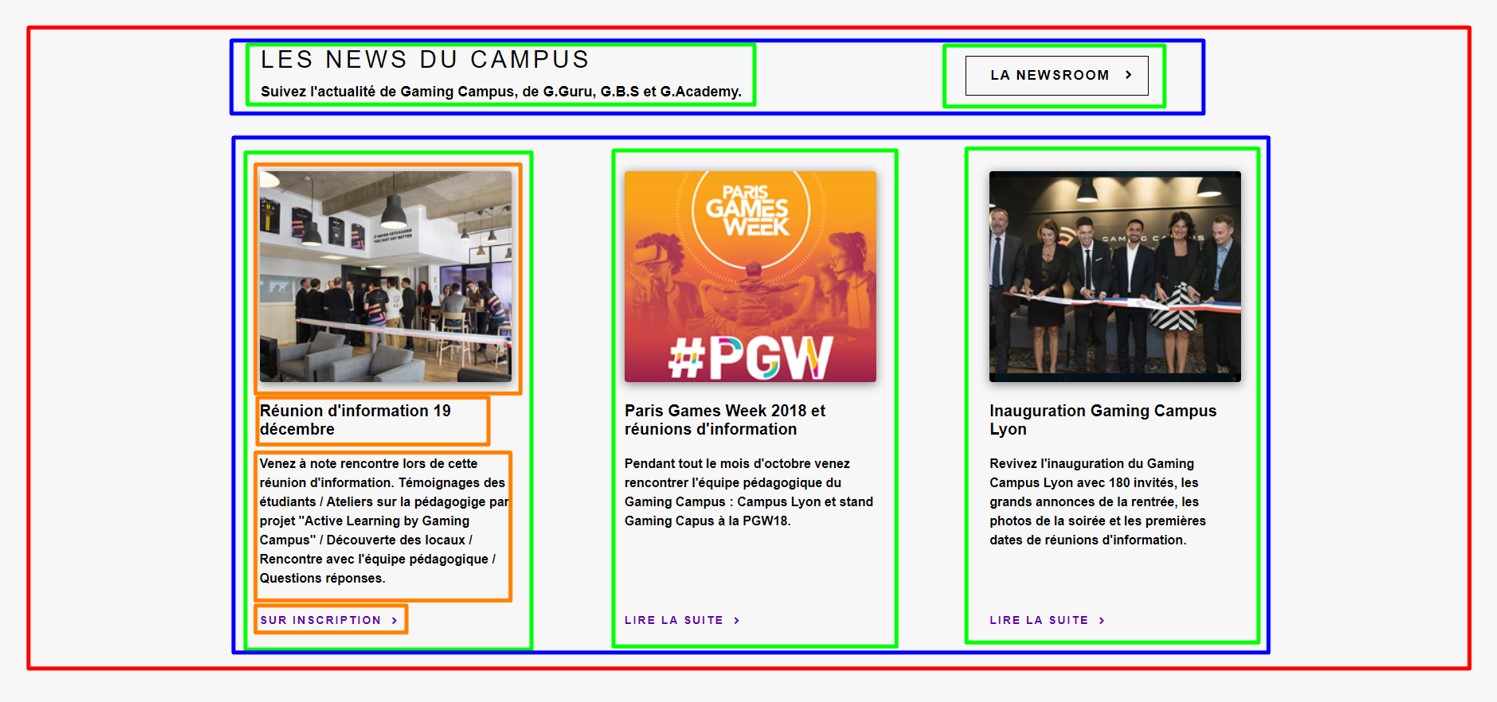 LES NEWS DU CAMPUS
Suivez l'actualité de Gaming Campus, de G.Guru, G.B.S et G.Academy.
LA NEWSROOM
PARIS
GAMES
WEEK
#PGW
GAMING CAMPUS
Réunion d'information 19
décembre
Venez à note rencontre lors de cette
réunion d'information. Témoignages des
étudiants / Ateliers sur la pédagogige par
projet "Active Learning by Gaming
Campus" / Découverte des locaux /
Rencontre avec l'équipe pédagogique /
Questions réponses.
SUR INSCRIPTION
Paris Games Week 2018 et
réunions d'information
Pendant tout le mois d'octobre venez
rencontrer l'équipe pédagogique du
Gaming Campus : Campus Lyon et stand
Gaming Capus à la PGW18.
LIRE LA SUITE
Inauguration Gaming Campus
Lyon
Revivez l'inauguration du Gaming
Campus Lyon avec 180 invités, les
grands annonces de la rentrée, les
photos de la soirée et les premières
dates de réunions d'information.
LIRE LA SUITE